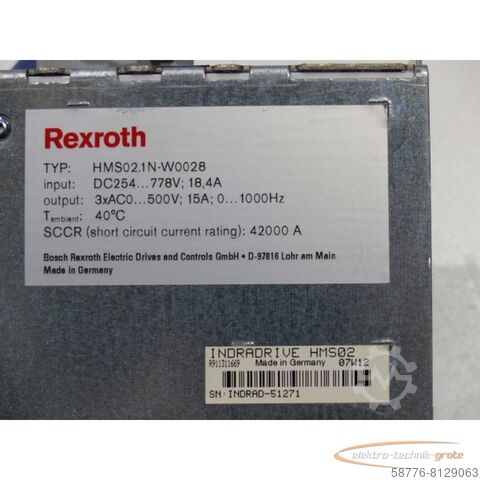 Rexroth
TYP: HMS02.1N-W0028
input: DC254...778V; 18,4A
output: 3xAC0...500V; 15A; 0...1000Hz
Tambient: 40°C
SCCR (short circuit current rating): 42000 A
Bosch Rexroth Electric Drives and Controls GmbH • D-97816 Lohr am Main
Made in Germany
INDRADRIVE HMS02
R911311669 Made in Germany 07W12
SN:INDRAD-51271
elektro-technik-grote
58776-8129063